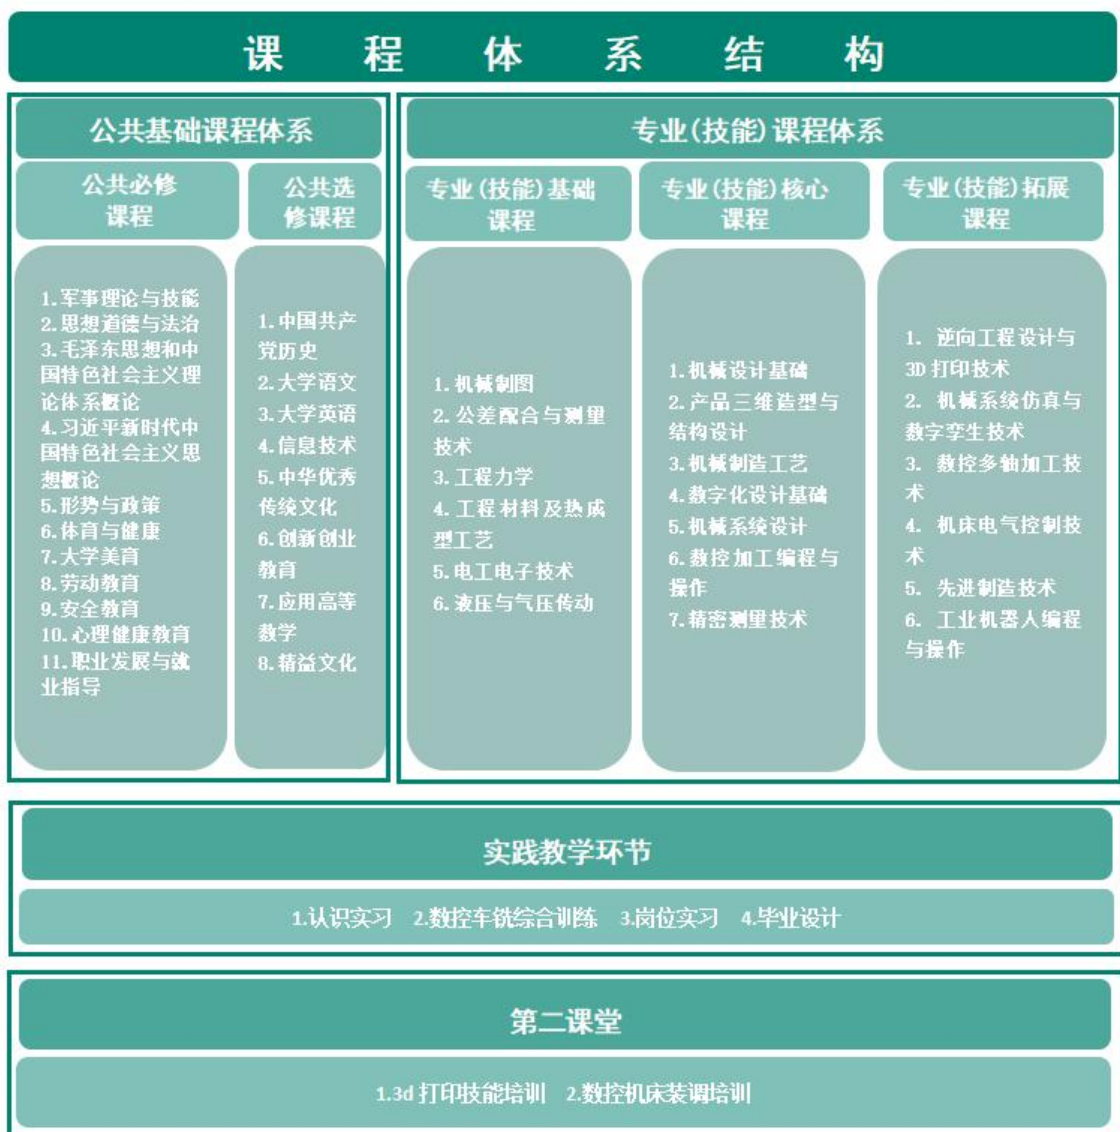 课程体系结构
公共基础课程体系
公共必修
课程
1.军事理论与技能
2.思想道德与法治
3.毛泽东思想和中
国特色社会主义理
论体系概论
4.习近平新时代中
国特色社会主义思
想概论
5.形势与政策
6.体育与健康
7.大学美育
8.劳动教育
9.安全教育
10.心理健康教育
11.职业发展与就
业指导
公共选
修课程
1.中国共产
党历史
2.大学语文
3.大学英语
4.信息技术
5.中华优秀
传统文化
6.创新创业
教育
7.应用高等
数学
8.精益文化
专业(技能)课程体系
专业(技能)基础
课程
1.机械制图
2.公差配合与测量
技术
3.工程力学
4.工程材料及热成
型工艺
5.电工电子技术
6.液压与气压传动
专业(技能)核心
课程
1.机械设计基础
2.产品三维造型与
结构设计
3.机械制造工艺
4.数字化设计基础
5.机械系统设计
6.数控加工编程与
操作
7.精密测量技术
专业(技能)拓展
课程
1. 逆向工程设计与
3D打印技术
2. 机械系统仿真与
数字孪生技术
3. 数控多轴加工技
术
4. 机床电气控制技
术
5. 先进制造技术
6. 工业机器人编程
与操作
实践教学环节
1.认识实习 2.数控车铣综合训练 3.岗位实习 4.毕业设计
第二课堂
1.3d 打印技能培训 2.数控机床装调培训